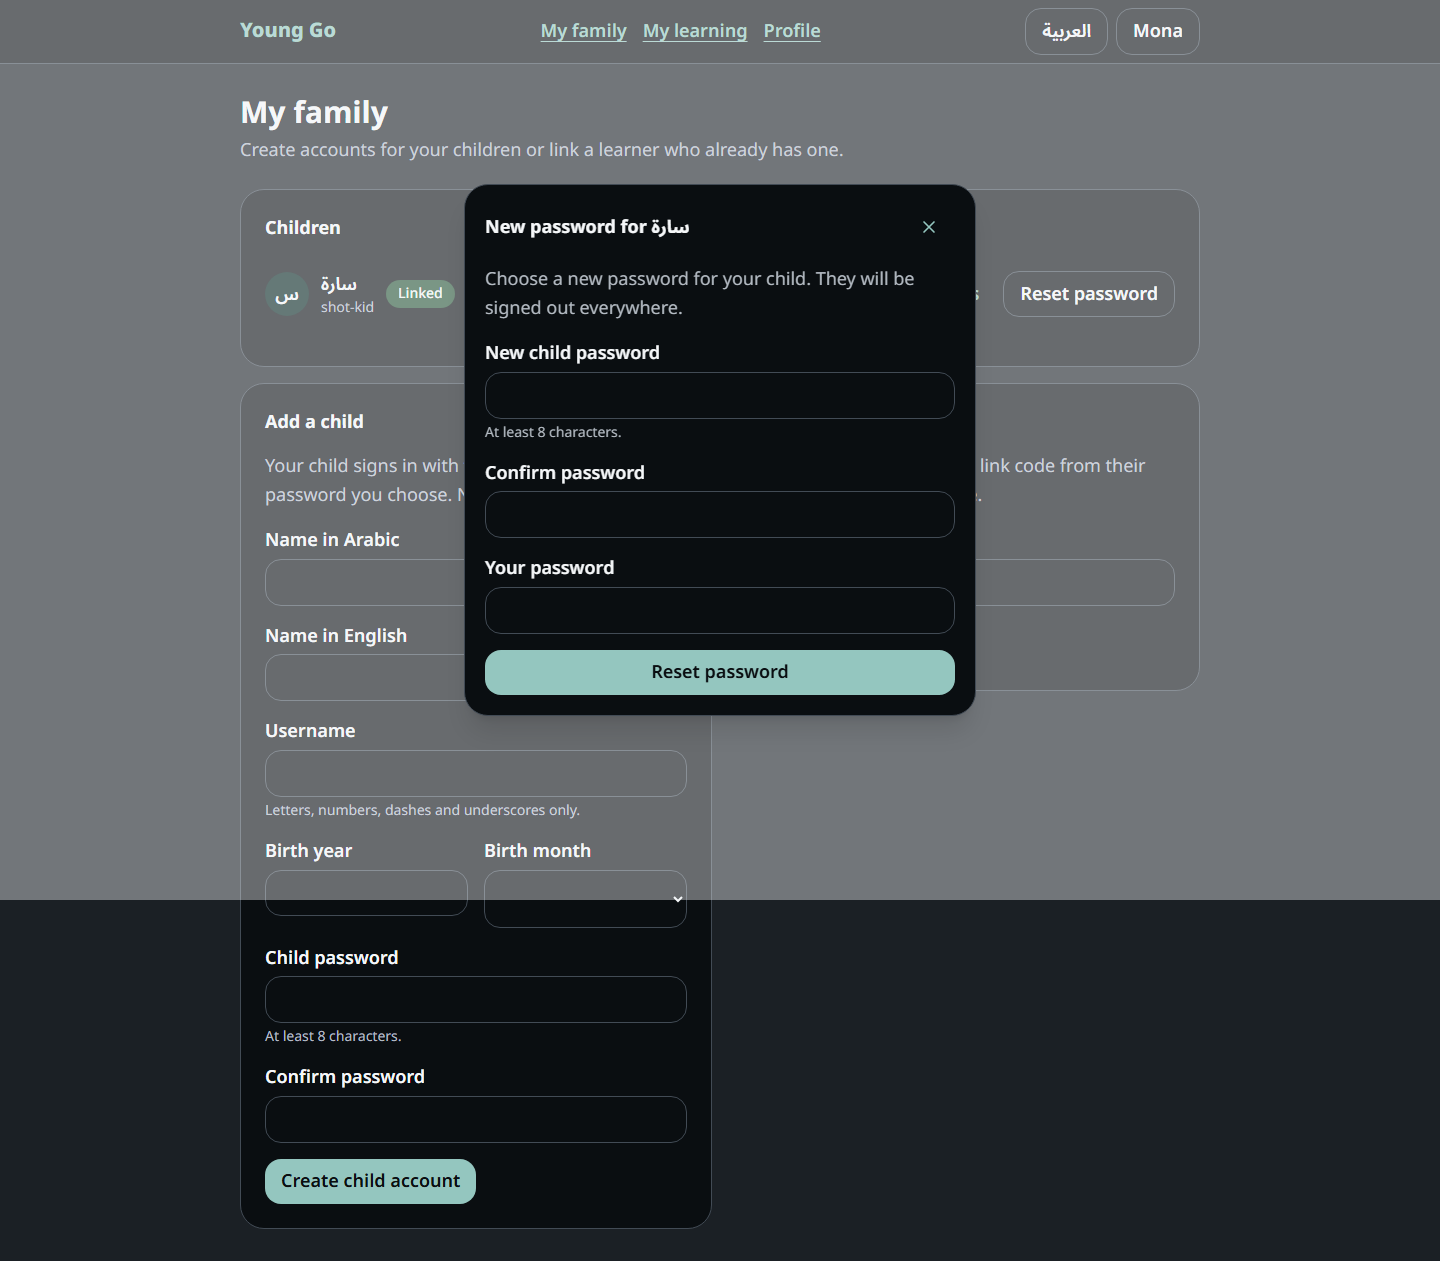 Young Go
My family My learning Profile
العربية
Mona
My family
Create accounts for your children or link a learner who already has one.
Children
س
سارة
shot-kid
Linked
Reset password
New password for سارة
Choose a new password for your child. They will be
signed out everywhere.
New child password
At least 8 characters.
Confirm password
Your password
Reset password
Add a child
Your child signs in with
password you choose.
link code from their
Name in Arabic
Name in English
Username
Letters, numbers, dashes and underscores only.
Birth year
Birth month
Child password
At least 8 characters.
Confirm password
Create child account